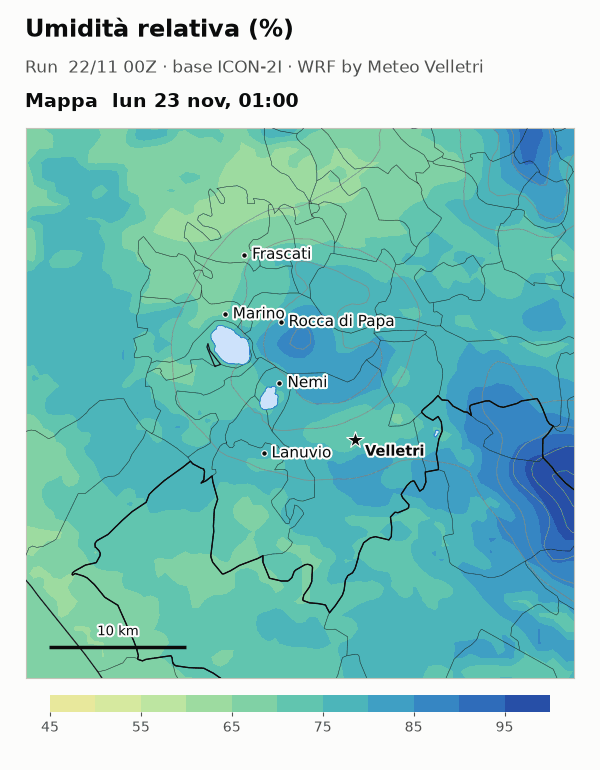 Umidità relativa (%)
Run  22/11 00Z · base ICON-2I · WRF by Meteo Velletri
Mappa  lun 23 nov, 01:00
Frascati
Marino
Rocca di Papa
Nemi
Velletri
Lanuvio
10 km
45 55 65 75 85 95